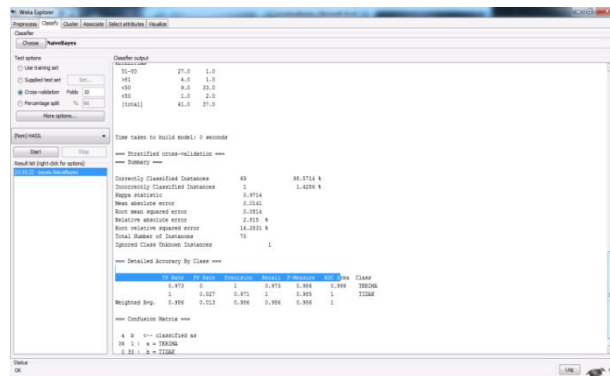 Weka Explorer
Preprocess Classify Cluster Associate Select attributes Visualize
Classifier
Choose NaiveBayes
Test options
Use training set
Supplied test set Set...
Cross-validation Folds 10
Percentage split % 66
More options...
(Nom) HASIL
Start Stop
Result list (right-click for options)
Classifier output
51-60 27.0 1.0
>61 4.0 1.0
<50 9.0 33.0
<50 1.0 2.0
[total] 41.0 37.0
Time taken to build model: 0 seconds
=== Stratified cross-validation ===
=== Summary ===
Correctly Classified Instances 69 98.5714 %
Incorrectly Classified Instances 1 1.4286 %
Kappa statistic 0.9714
Mean absolute error 0.0141
Root mean squared error 0.0814
Relative absolute error 2.815 %
Root relative squared error 16.2831 %
Total Number of Instances 70
Ignored Class Unknown Instances 1
=== Detailed Accuracy By Class ===
TP Rate FP Rate Precision Recall F-Measure ROC Area Class
0.973 0 1 0.973 0.986 0.999 TERIMA
1 0.027 0.971 1 0.985 1 TIDAK
Weighted Avg. 0.986 0.013 0.986 0.986 0.986 1
=== Confusion Matrix ===
a b <-- classified as
36 1 | a = TERIMA
0 33 | b = TIDAK
Status
OK
Log